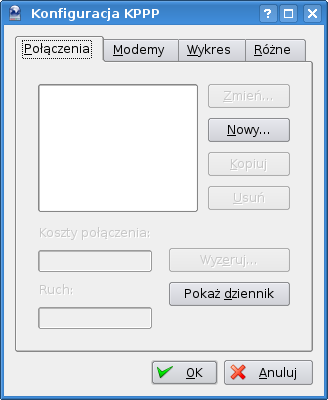 Konfiguracja KPPP
Połączenia Modemy Wykres Różne
Zmień...
Nowy...
Kopiuj
Usuń
Koszty połączenia:
Wyzeruj...
Ruch:
Pokaż dziennik
OK Anuluj